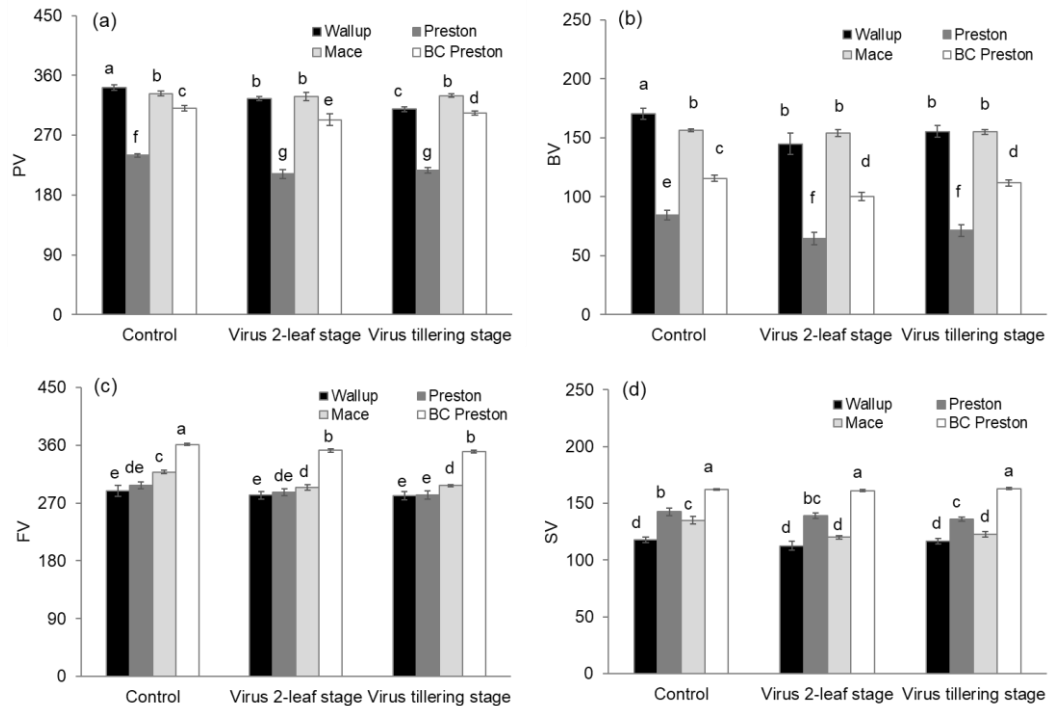 (a)
Wallup Preston
Mace BC Preston
450
360
270
180
90
0
PV
a f b c
b g b e
c g b d
Control Virus 2-leaf stage Virus tillering stage
(b)
Wallup Preston
Mace BC Preston
250
200
150
100
50
0
BV
a e b c
b f b d
b f b d
Control Virus 2-leaf stage Virus tillering stage
(c)
Wallup Preston
Mace BC Preston
450
360
270
180
90
0
FV
e de c a
e de d b
e e d b
Control Virus 2-leaf stage Virus tillering stage
(d)
Wallup Preston
Mace BC Preston
250
200
150
100
50
0
SV
d b c a
d bc d a
d c d a
Control Virus 2-leaf stage Virus tillering stage